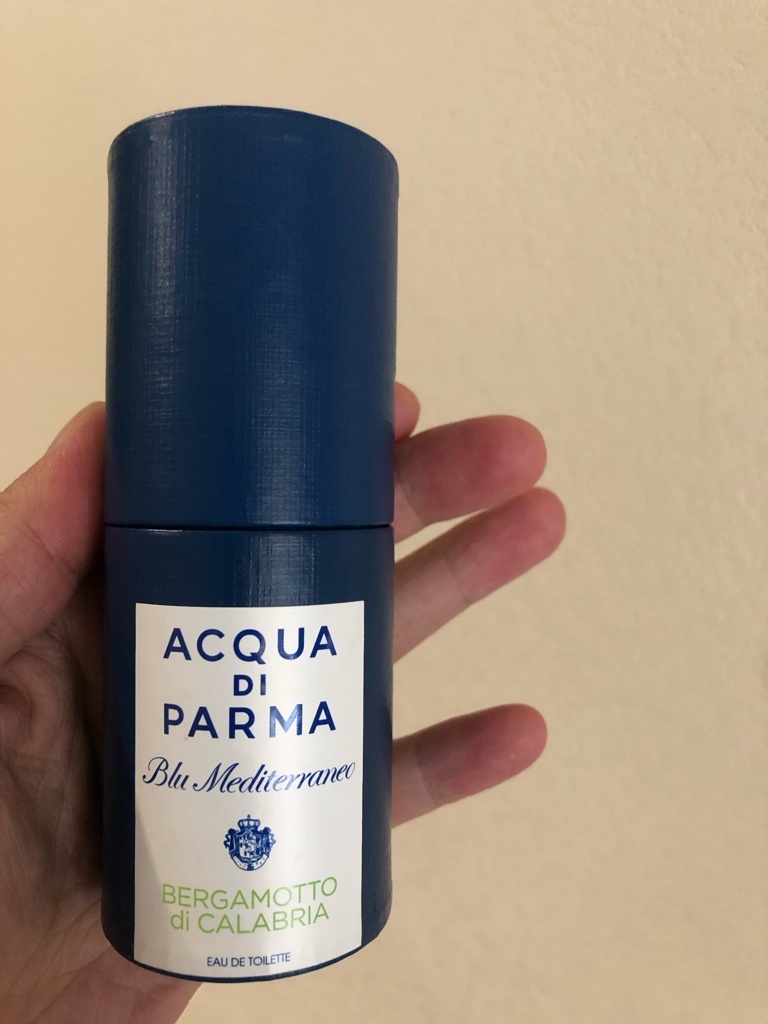 ACQUA
DI
PARMA
Blu Mediterraneo
BERGAMOTTO
di CALABRIA
EAU DE TOILETTE